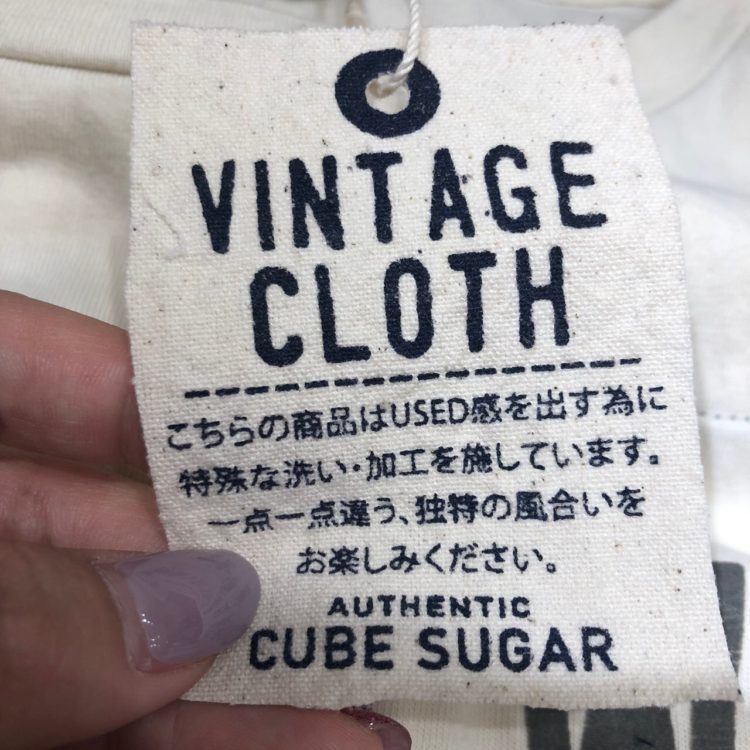 VINTAGE
CLOTH
こちらの商品はUSED感を出す為に
特殊な洗い・加工を施しています。
一点一点違う、独特の風合いを
お楽しみください。
AUTHENTIC
CUBE SUGAR